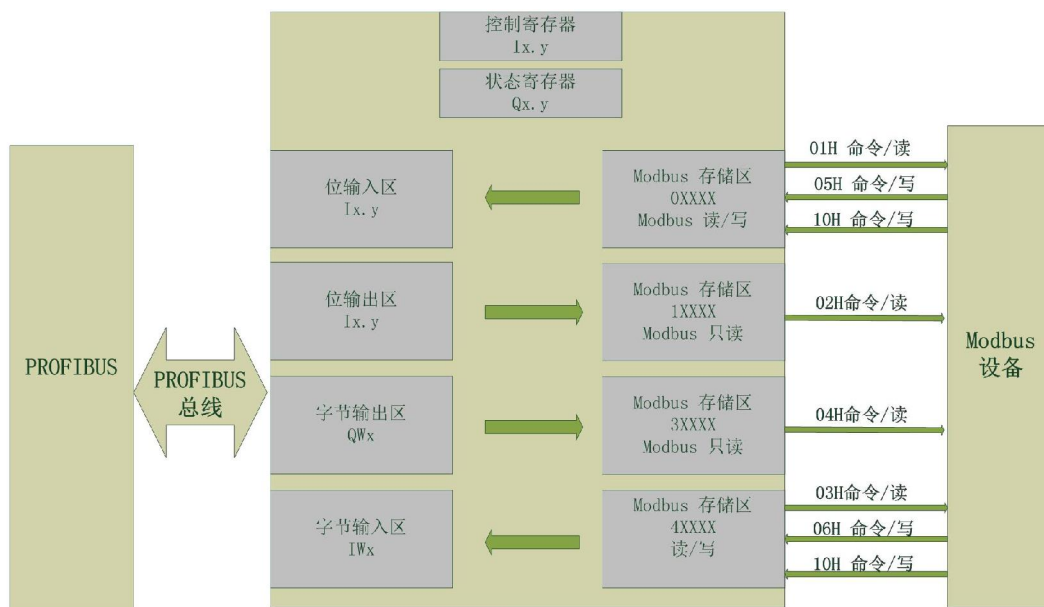 控制寄存器
Ix.y
状态寄存器
Qx.y
PROFIBUS
PROFIBUS
总线
位输入区
Ix.y
Modbus 存储区
0XXXX
Modbus 读/写
01H 命令/读
05H 命令/写
10H 命令/写
位输出区
Ix.y
Modbus 存储区
1XXXX
Modbus 只读
02H命令/读
字节输出区
QWx
Modbus 存储区
3XXXX
Modbus 只读
04H命令/读
字节输入区
IWx
Modbus 存储区
4XXXX
读/写
03H命令/读
06H 命令/写
10H 命令/写
Modbus
设备